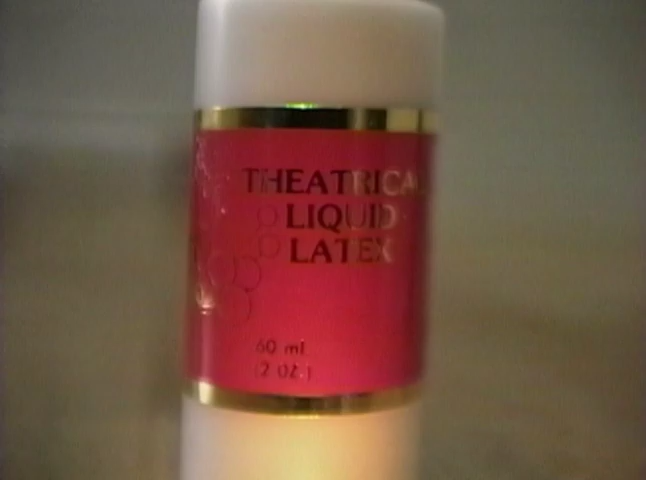 THEATRICAL
LIQUID
LATEX
60 ml
(2 OZ.)